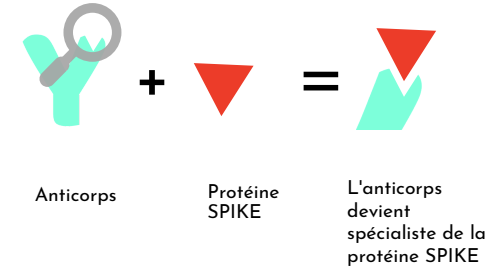 +
=
Anticorps
Protéine
SPIKE
L'anticorps
devient
spécialiste de la
protéine SPIKE